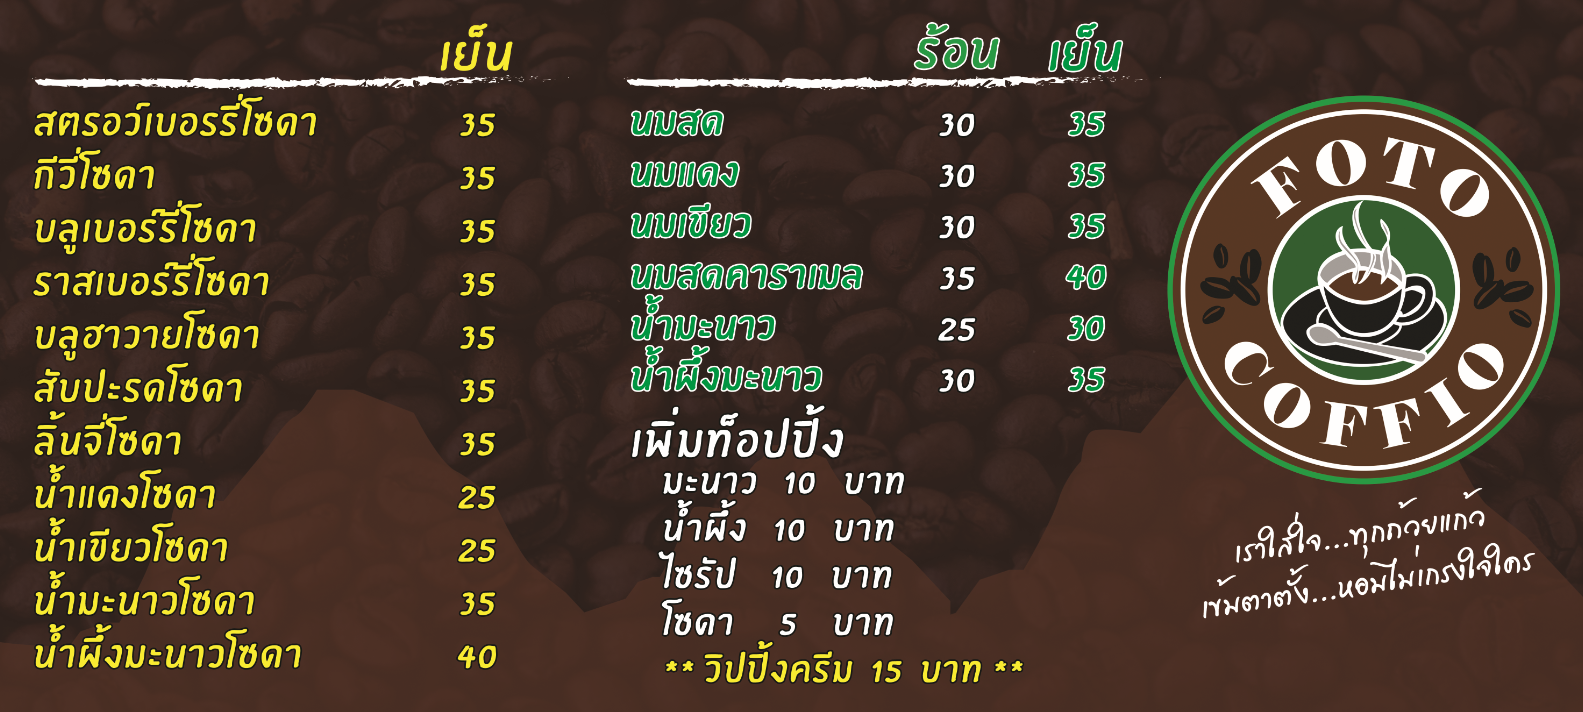 เย็น
สตรอว์เบอร์รี่โซดา 35
กีวี่โซดา 35
บลูเบอร์รี่โซดา 35
ราสเบอร์รี่โซดา 35
บลูฮาวายโซดา 35
สับปะรดโซดา 35
ลิ้นจี่โซดา 35
น้ำแดงโซดา 25
น้ำเขียวโซดา 25
น้ำมะนาวโซดา 35
น้ำผึ้งมะนาวโซดา 40
ร้อน เย็น
นมสด 30 35
นมแดง 30 35
นมเขียว 30 35
นมสดคาราเมล 35 40
น้ำมะนาว 25 30
น้ำผึ้งมะนาว 30 35
เพิ่มท็อปปิ้ง
มะนาว 10 บาท
น้ำผึ้ง 10 บาท
ไซรัป 10 บาท
โซดา 5 บาท
** วิปปิ้งครีม 15 บาท **
FOTO
COFFIO
เราใส่ใจ...ทุกถ้วยแก้ว
เข้มตาตั้ง...หอมไม่เกรงใจใคร